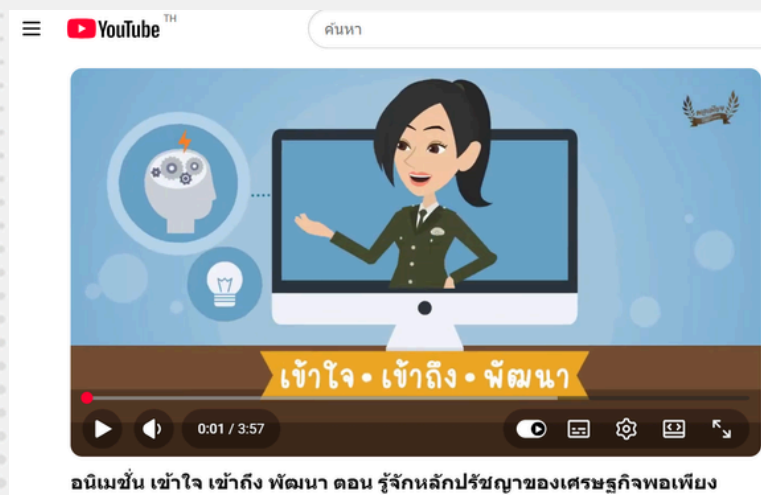 YouTube TH
ค้นหา
เข้าใจ • เข้าถึง • พัฒนา
0:01 / 3:57
อนิเมชั่น เข้าใจ เข้าถึง พัฒนา ตอน รู้จักหลักปรัชญาของเศรษฐกิจพอเพียง